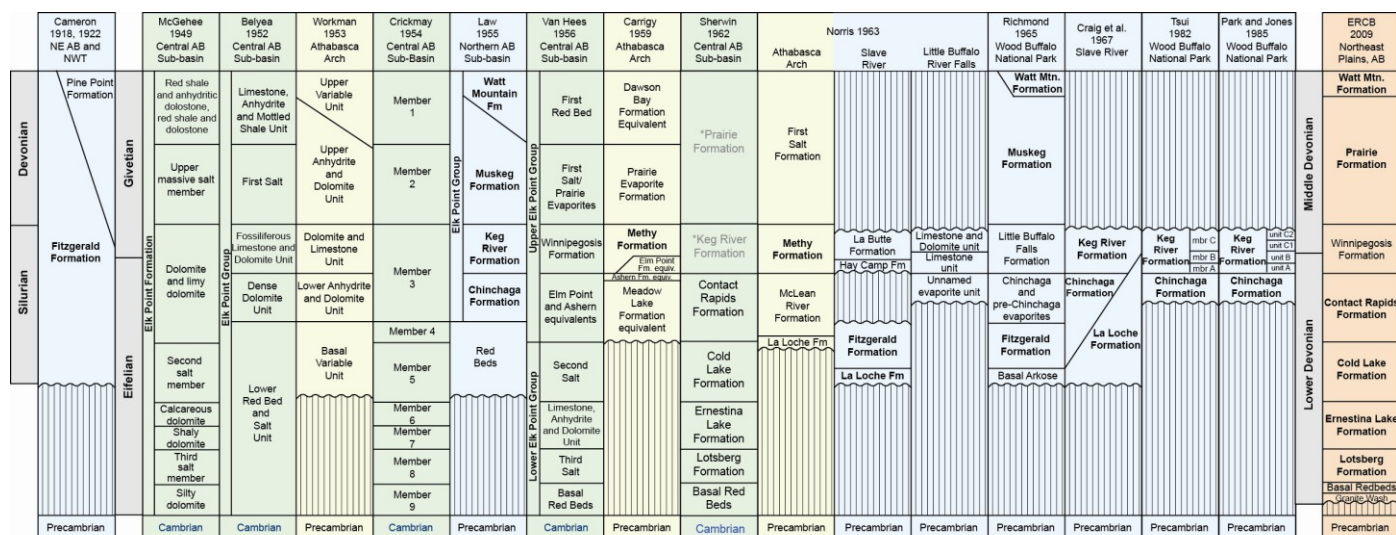 Cameron
1918, 1922
NE AB and
NWT
Pine Point
Formation
Fitzgerald
Formation
Precambrian
Devonian
Silurian
Givetian
Eifelian
McGehee
1949
Central AB
Sub-basin
Elk Point Formation
Red shale
and anhydritic
dolostone,
red shale and
dolostone
Upper
massive salt
member
Dolomite
and limy
dolomite
Second
salt
member
Calcareous
dolomite
Shaly
dolomite
Third
salt
member
Silty
dolomite
Cambrian
Belyea
1952
Central AB
Sub-basin
Elk Point Group
Limestone,
Anhydrite
and Mottled
Shale Unit
First Salt
Fossiliferous
Limestone and
Dolomite Unit
Dense
Dolomite
Unit
Lower
Red Bed
and
Salt
Unit
Cambrian
Workman
1953
Athabasca
Arch
Upper
Variable
Unit
Upper
Anhydrite
and
Dolomite
Unit
Dolomite and
Limestone
Unit
Lower Anhydrite
and Dolomite
Unit
Basal
Variable
Unit
Precambrian
Crickmay
1954
Central AB
Sub-Basin
Member
1
Member
2
Member
3
Member 4
Member
5
Member
6
Member
7
Member
8
Member
9
Cambrian
Law
1955
Northern AB
Sub-basin
Elk Point Group
Watt
Mountain
Fm
Muskeg
Formation
Keg
River
Formation
Chinchaga
Formation
Red
Beds
Precambrian
Van Hees
1956
Central AB
Sub-basin
Upper Elk Point Group
Lower Elk Point Group
First
Red Bed
First
Salt/
Prairie
Evaporites
Winnipegosis
Formation
Elm Point
and Ashern
equivalents
Second
Salt
Limestone,
Anhydrite
and Dolomite
Unit
Third
Salt
Basal
Red Beds
Cambrian
Carrigy
1959
Athabasca
Arch
Dawson
Bay
Formation
Equivalent
Prairie
Evaporite
Formation
Methy
Formation
Elm Point
Fm. equiv.
Ashern Fm. equiv.
Meadow
Lake
Formation
equivalent
Precambrian
Sherwin
1962
Central AB
Sub-basin
*Prairie
Formation
*Keg River
Formation
Contact
Rapids
Formation
Cold
Lake
Formation
Ernestina
Lake
Formation
Lotsberg
Formation
Basal Red
Beds
Cambrian
Norris 1963
Athabasca
Arch
First
Salt
Formation
Methy
Formation
McLean
River
Formation
La Loche Fm
Precambrian
Slave
River
La Butte
Formation
Hay Camp Fm
Fitzgerald
Formation
La Loche Fm
Precambrian
Little Buffalo
River Falls
Limestone and
Dolomite unit
Limestone
unit
Unnamed
evaporite unit
Precambrian
Richmond
1965
Wood Buffalo
National Park
Watt Mtn.
Formation
Muskeg
Formation
Little Buffalo
Falls
Formation
Chinchaga
and
pre-Chinchaga
evaporites
Fitzgerald
Formation
Basal Arkose
Precambrian
Craig et al.
1967
Slave River
Keg River
Formation
Chinchaga
Formation
La Loche
Formation
Precambrian
Tsui
1982
Wood Buffalo
National Park
Keg
River
Formation
mbr C
mbr B
mbr A
Chinchaga
Formation
Precambrian
Park and Jones
1985
Wood Buffalo
National Park
Keg
River
Formation
unit C2
unit C1
unit B
unit A
Chinchaga
Formation
Precambrian
Middle Devonian
Lower Devonian
ERCB
2009
Northeast
Plains, AB
Watt Mtn.
Formation
Prairie
Formation
Winnipegosis
Formation
Contact Rapids
Formation
Cold Lake
Formation
Ernestina Lake
Formation
Lotsberg
Formation
Basal Redbeds
Granite Wash
Precambrian